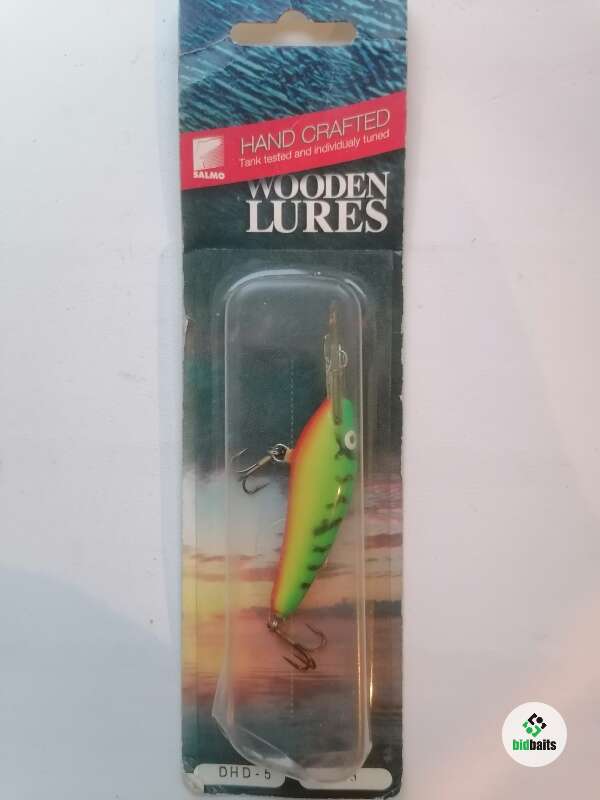 HAND CRAFTED
Tank tested and individualy tuned
SALMO
WOODEN
LURES
DHD-5
bidbaits